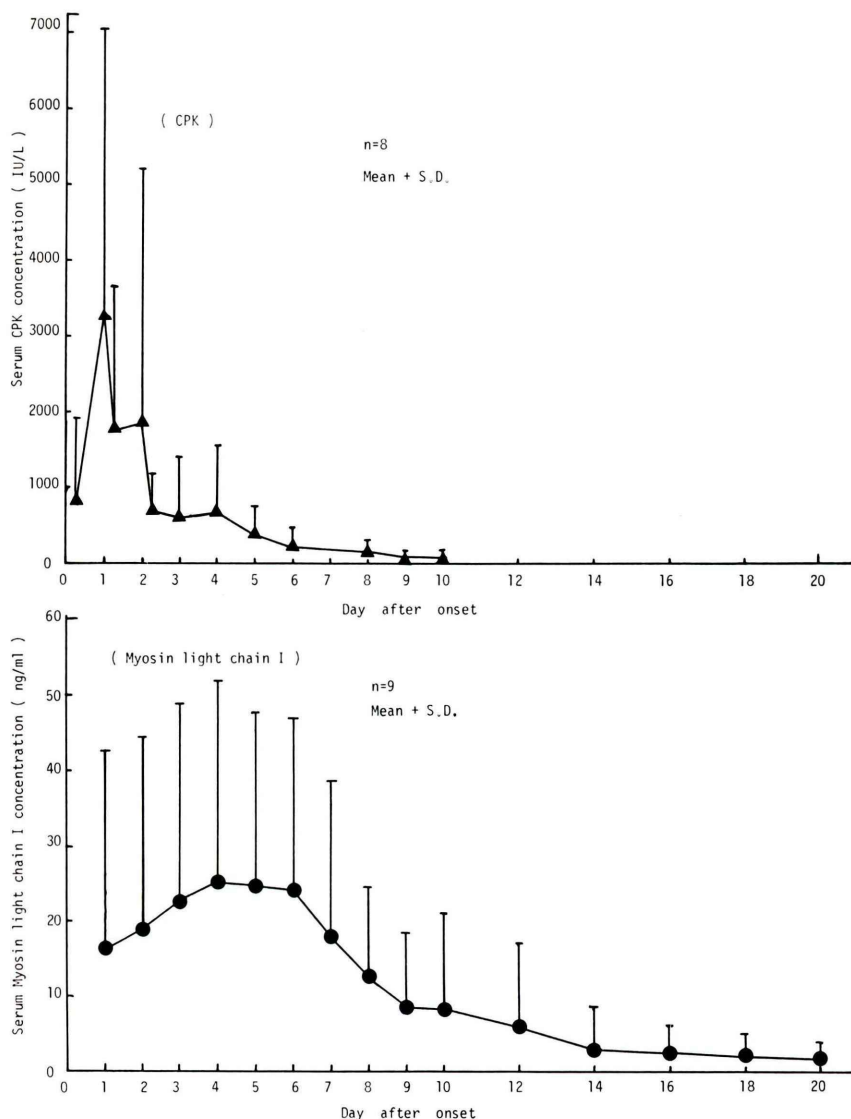 7000
6000
5000
4000
3000
2000
1000
0
Serum CPK concentration ( IU/L )
( CPK )
n=8
Mean + S.D.
0 1 2 3 4 5 6 7 8 9 10 12 14 16 18 20
Day after onset
60
50
40
30
20
10
0
Serum Myosin light chain I concentration ( ng/ml )
( Myosin light chain I )
n=9
Mean + S.D.
0 1 2 3 4 5 6 7 8 9 10 12 14 16 18 20
Day after onset